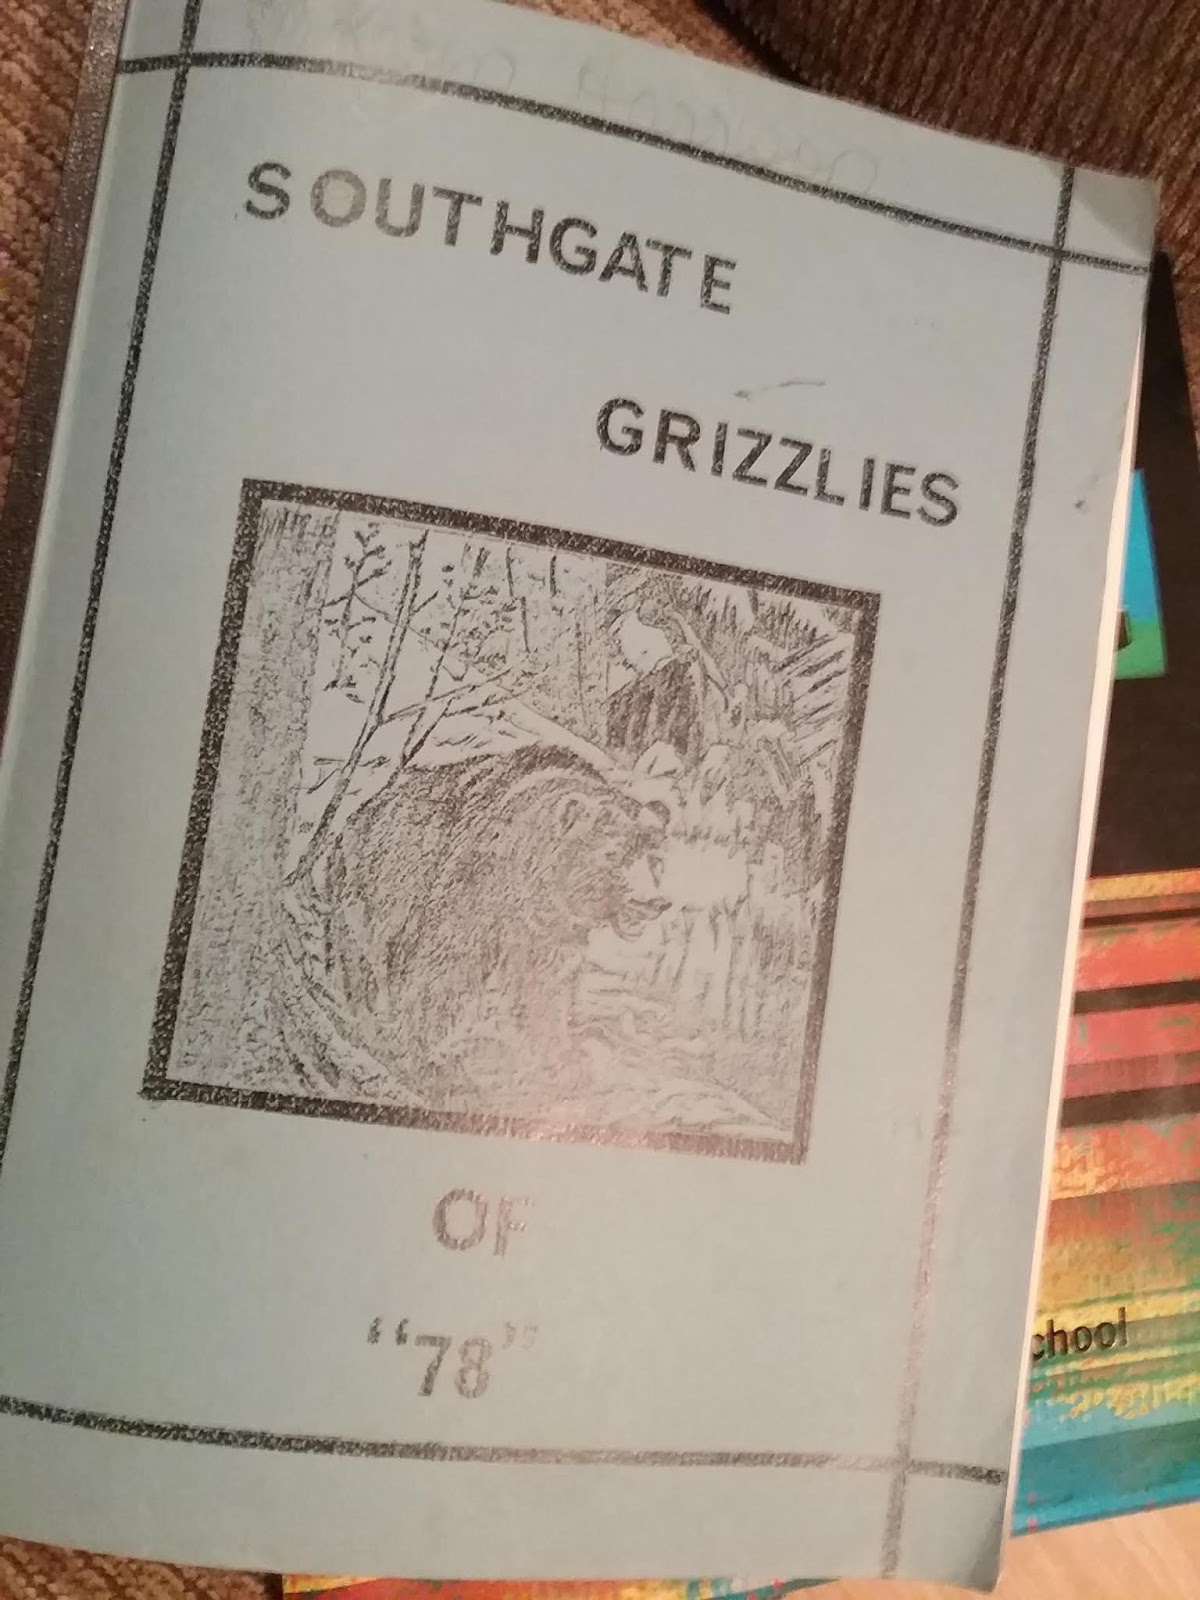 SOUTHGATE
GRIZZLIES
OF
“78”
chool